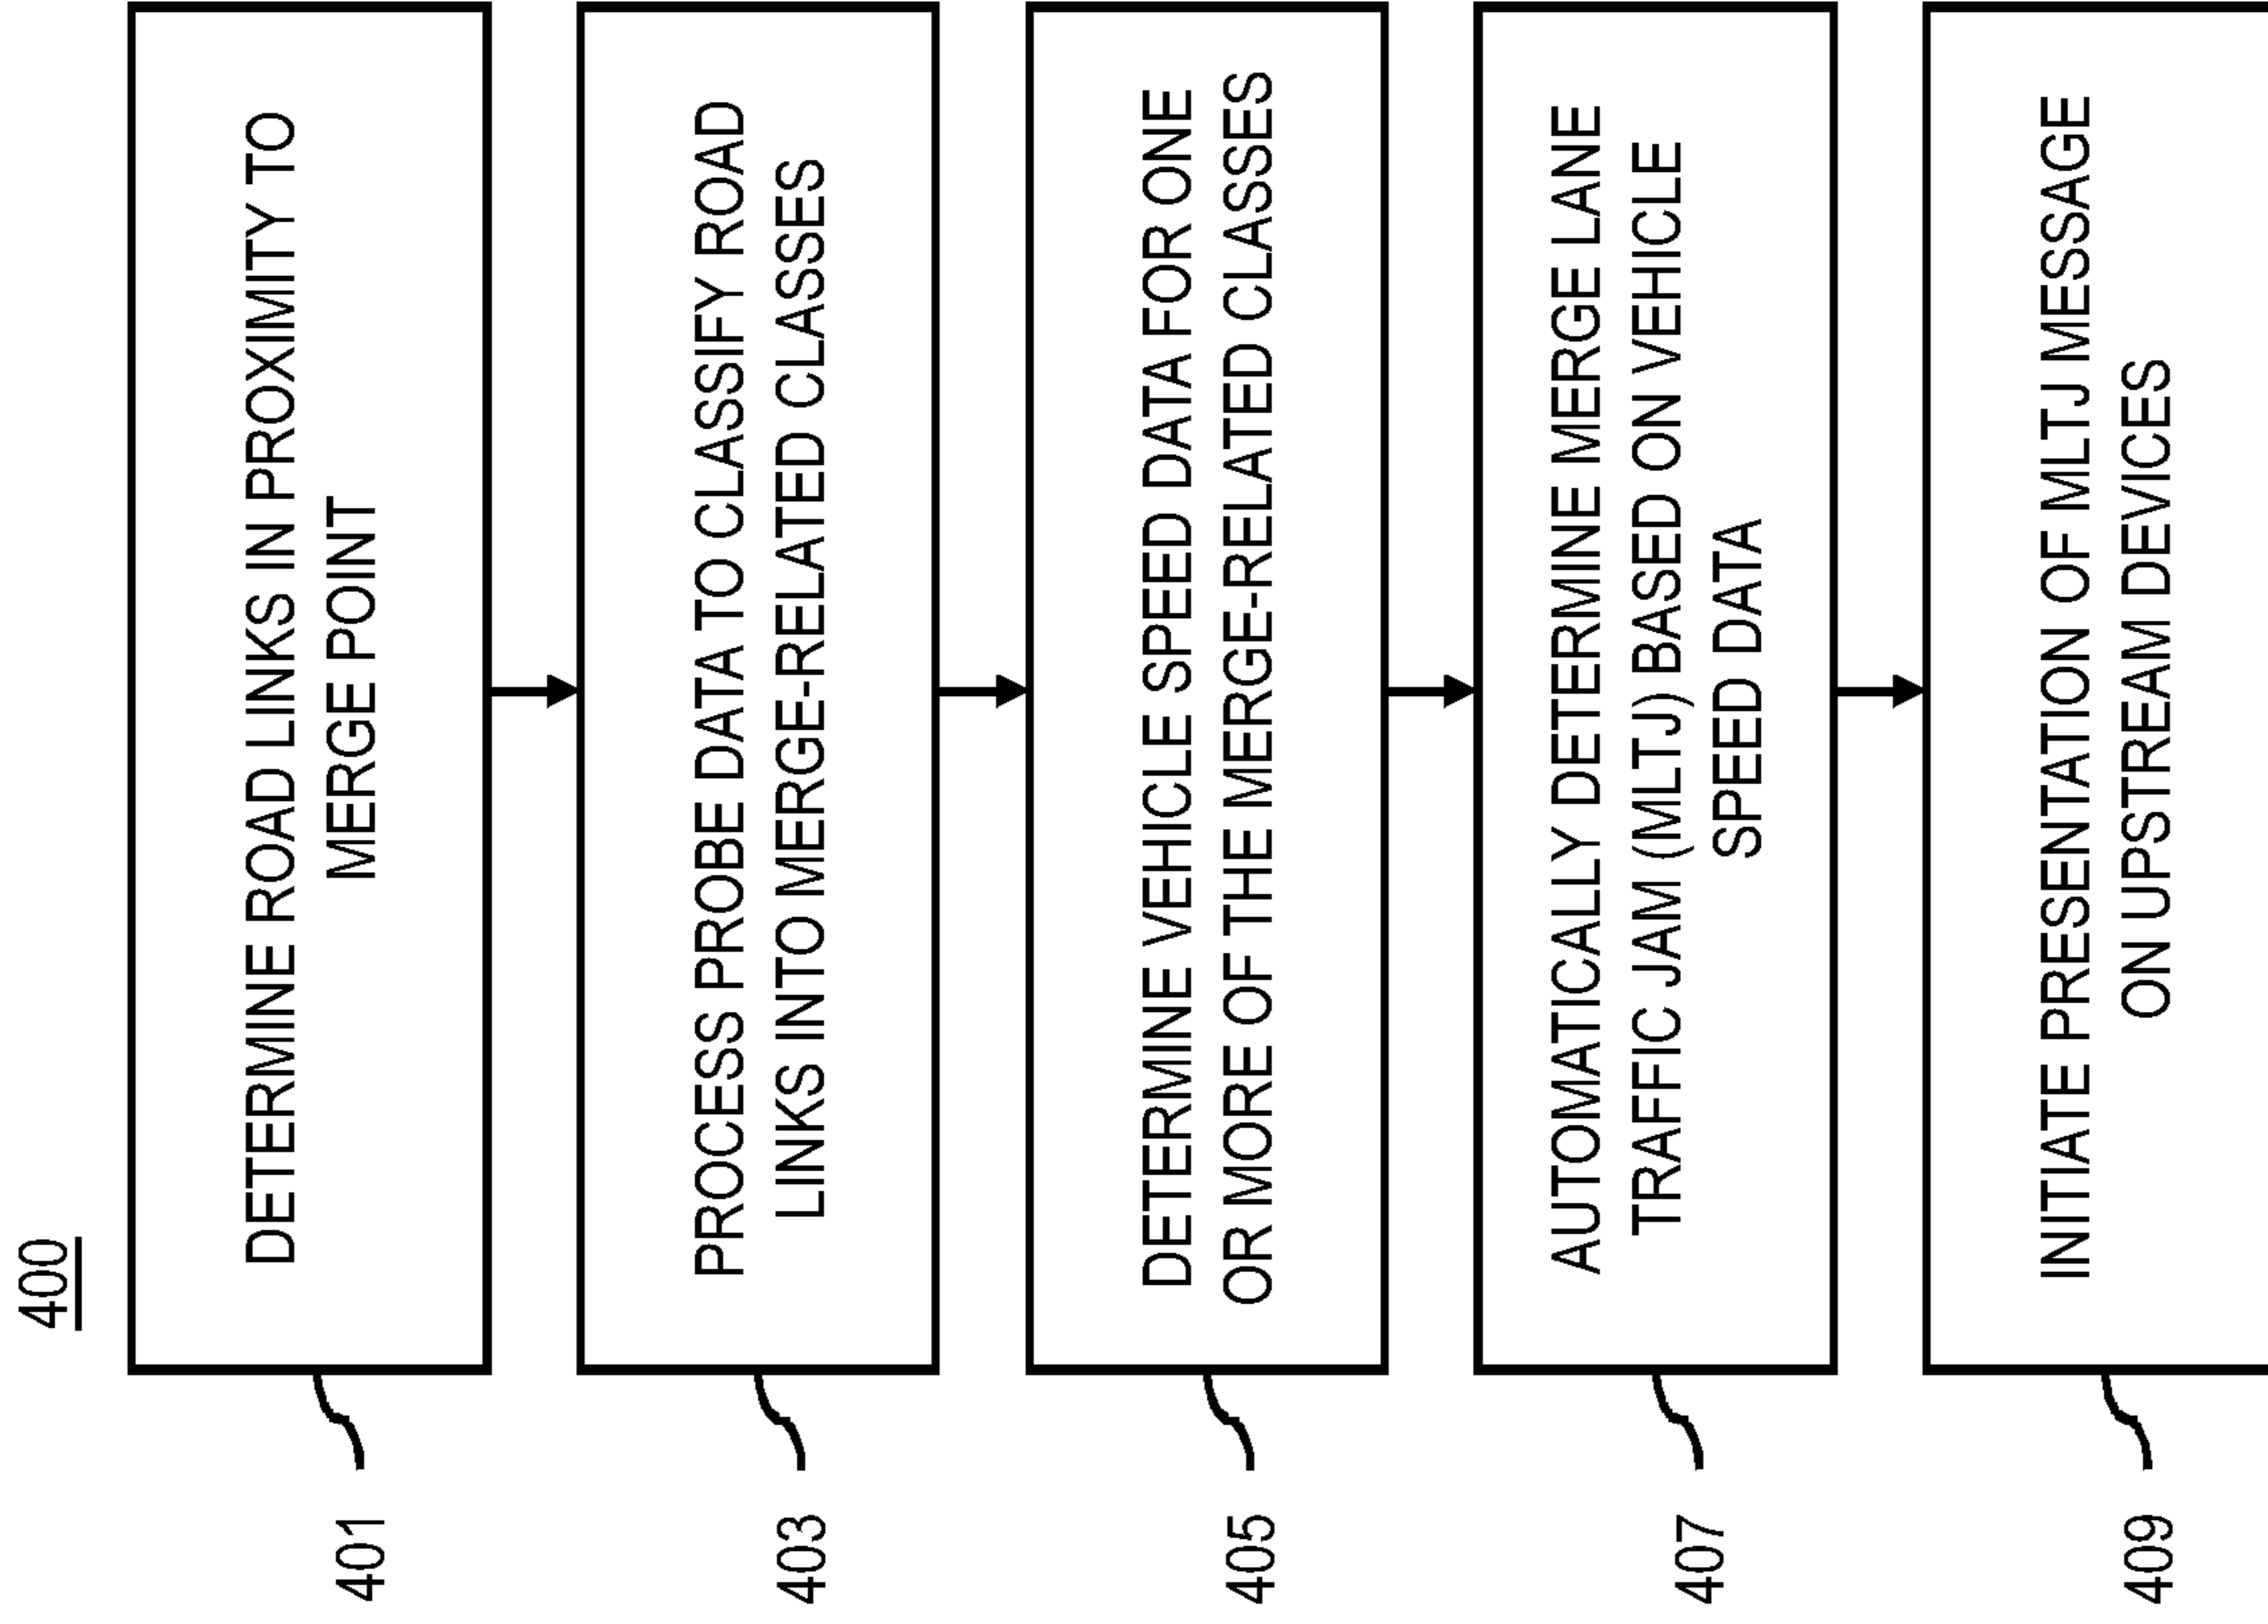 400
401
DETERMINE ROAD LINKS IN PROXIMITY TO
MERGE POINT
403
PROCESS PROBE DATA TO CLASSIFY ROAD
LINKS INTO MERGE-RELATED CLASSES
405
DETERMINE VEHICLE SPEED DATA FOR ONE
OR MORE OF THE MERGE-RELATED CLASSES
407
AUTOMATICALLY DETERMINE MERGE LANE
TRAFFIC JAM (MLTJ) BASED ON VEHICLE
SPEED DATA
409
INITIATE PRESENTATION OF MLTJ MESSAGE
ON UPSTREAM DEVICES